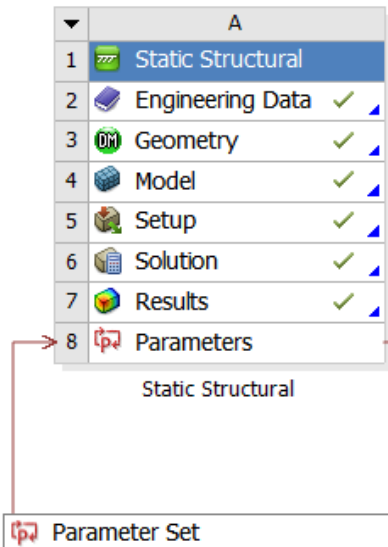 A
1 Static Structural
2 Engineering Data
3 DM Geometry
4 Model
5 Setup
6 Solution
7 Results
8 Parameters
Static Structural
Parameter Set